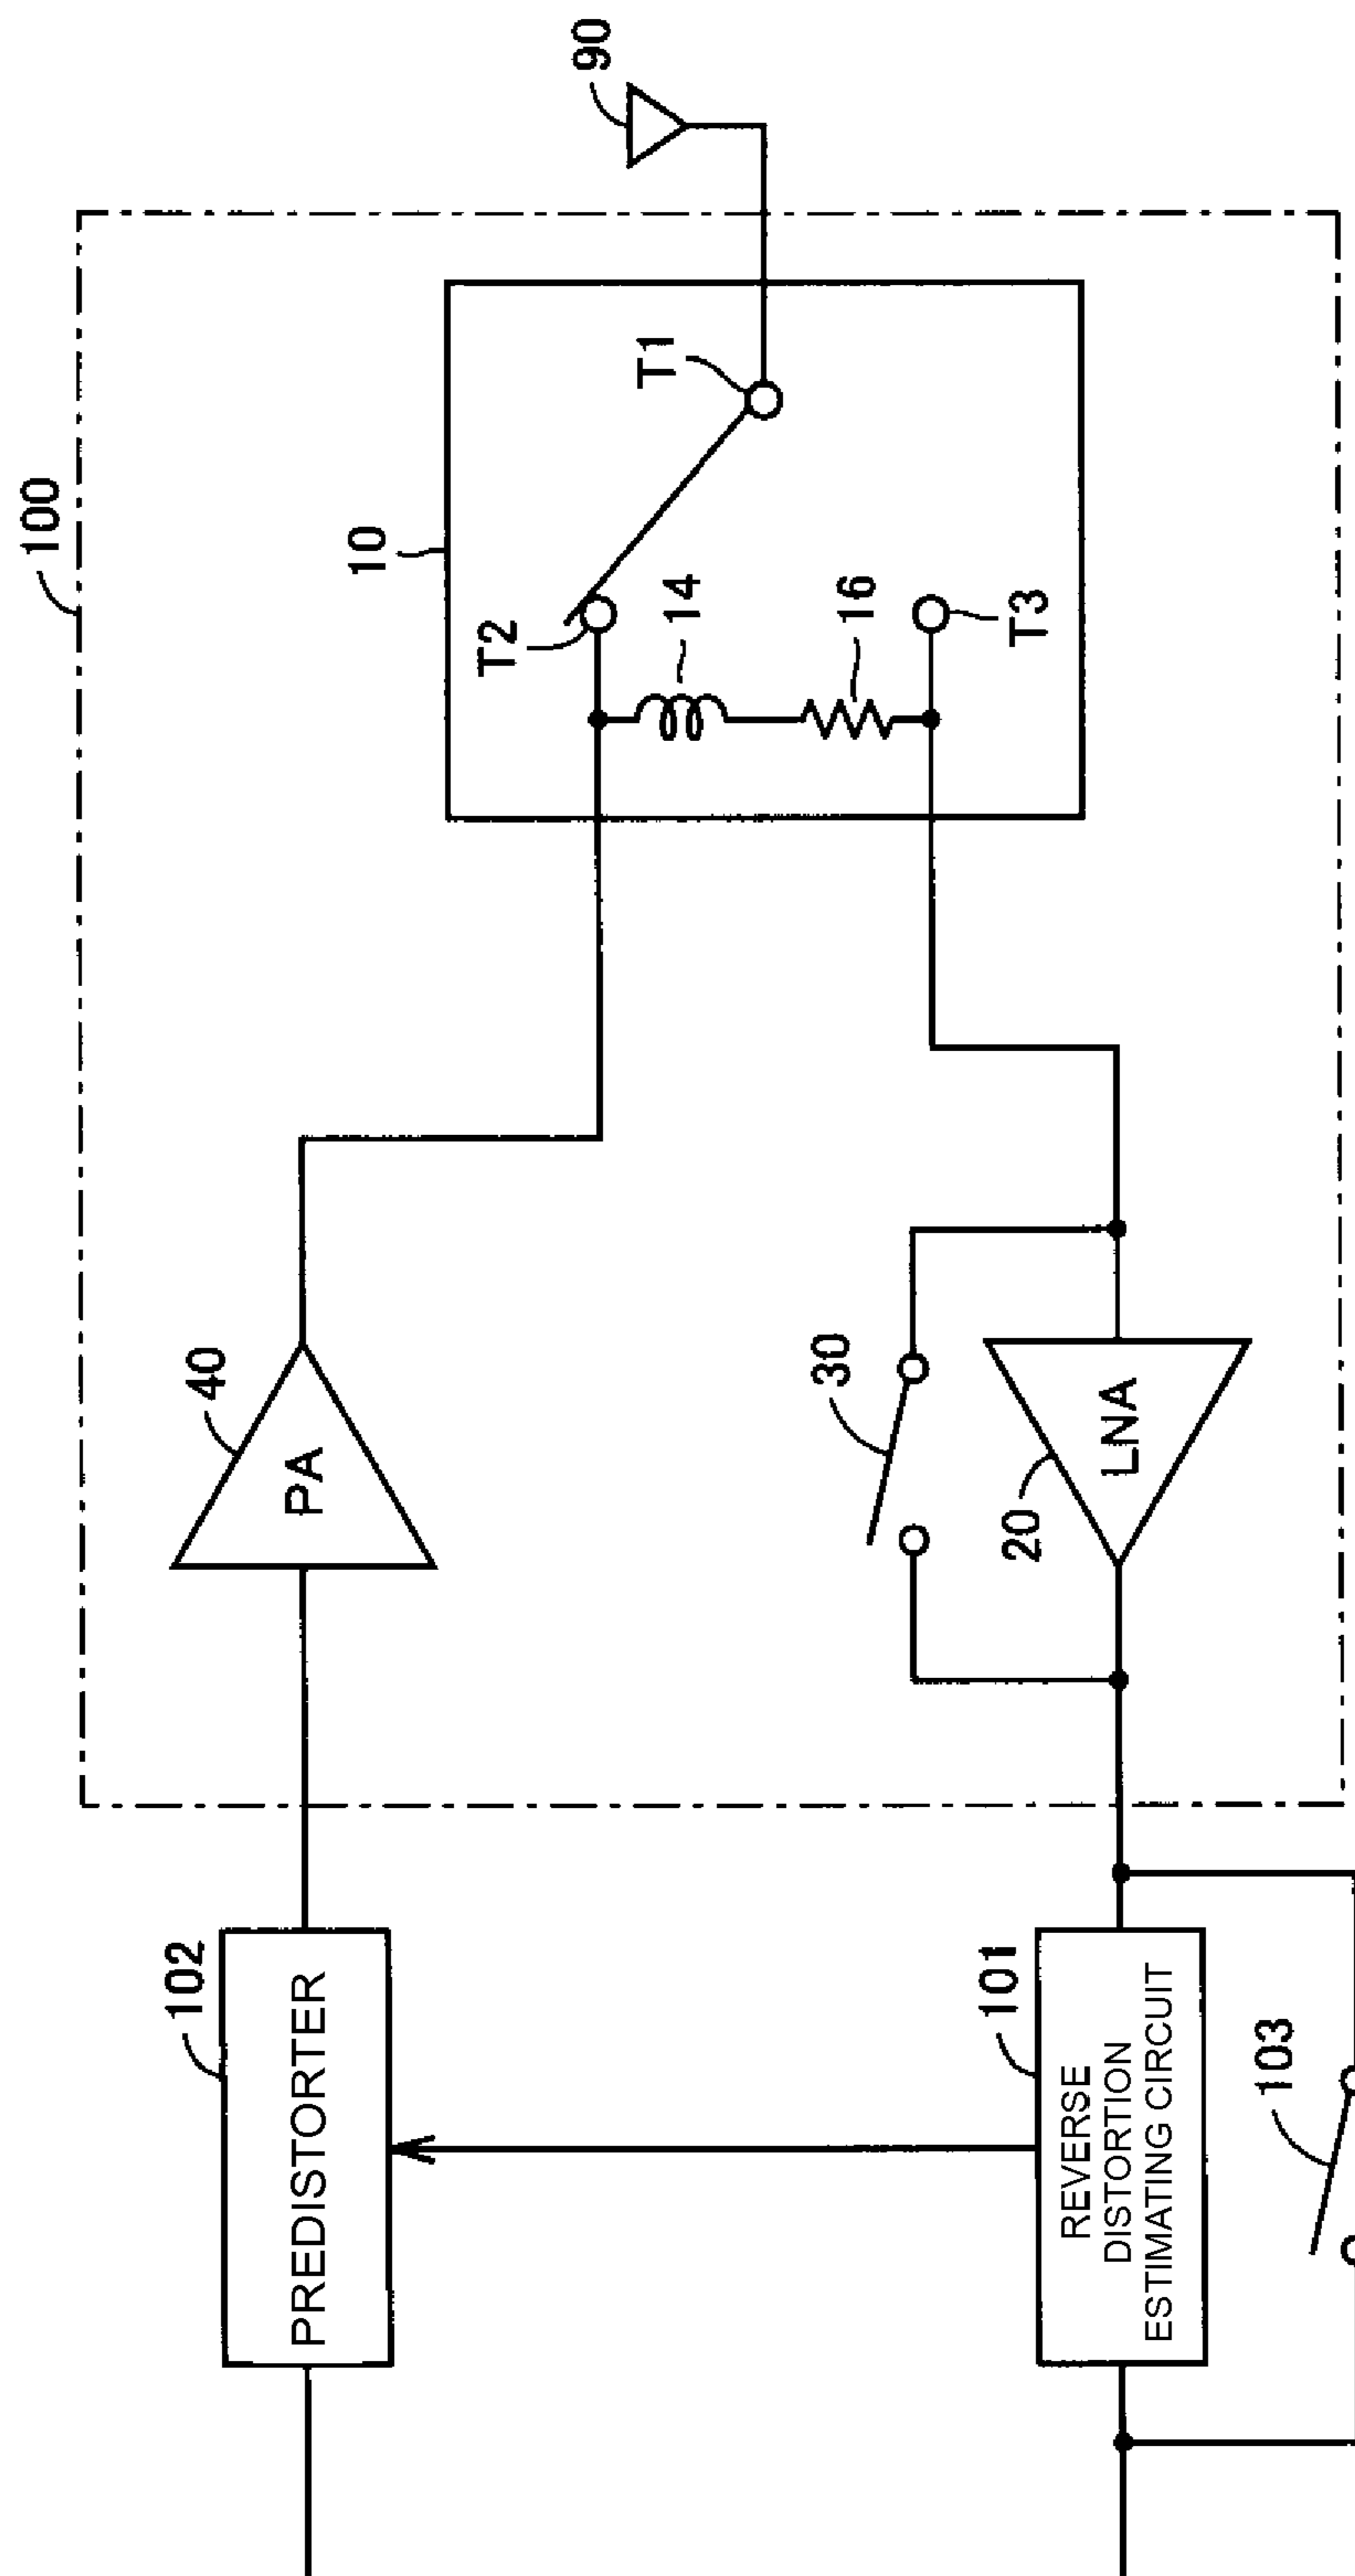 100
90
10
T1
T2
14
16
T3
40
PA
30
20
LNA
102
PREDISTORTER
101
REVERSE
DISTORTION
ESTIMATING CIRCUIT
103